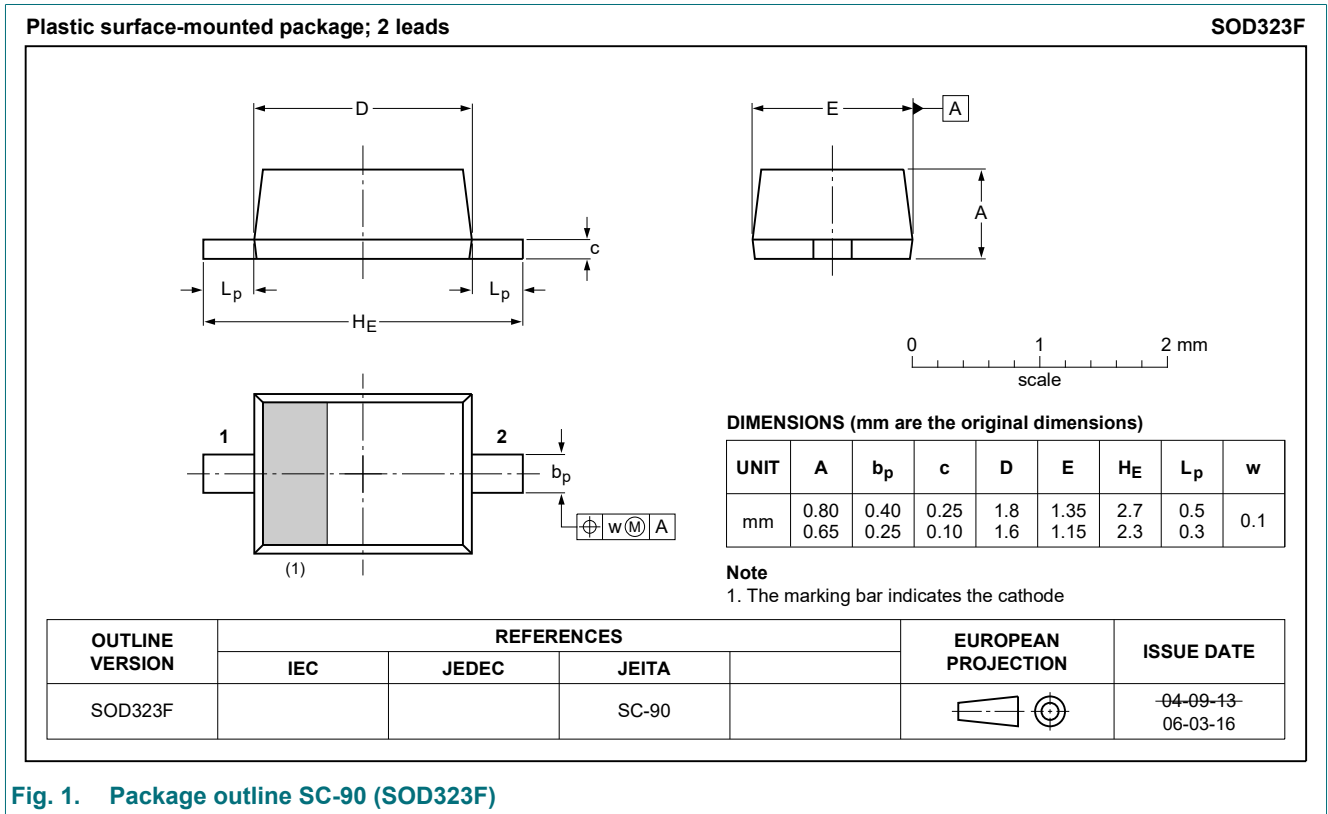 Plastic surface-mounted package; 2 leads SOD323F
D
E
A
A
c
Lp
Lp
HE
0 1 2 mm
scale
1
2
bp
w Ⓜ A
(1)
DIMENSIONS (mm are the original dimensions)
UNIT A bp c D E HE Lp w
mm 0.80 0.40 0.25 1.8 1.35 2.7 0.5 0.1
0.65 0.25 0.10 1.6 1.15 2.3 0.3
Note
1. The marking bar indicates the cathode
OUTLINE VERSION REFERENCES EUROPEAN PROJECTION ISSUE DATE
IEC JEDEC JEITA
SOD323F SC-90 04-09-13
06-03-16
Fig. 1. Package outline SC-90 (SOD323F)